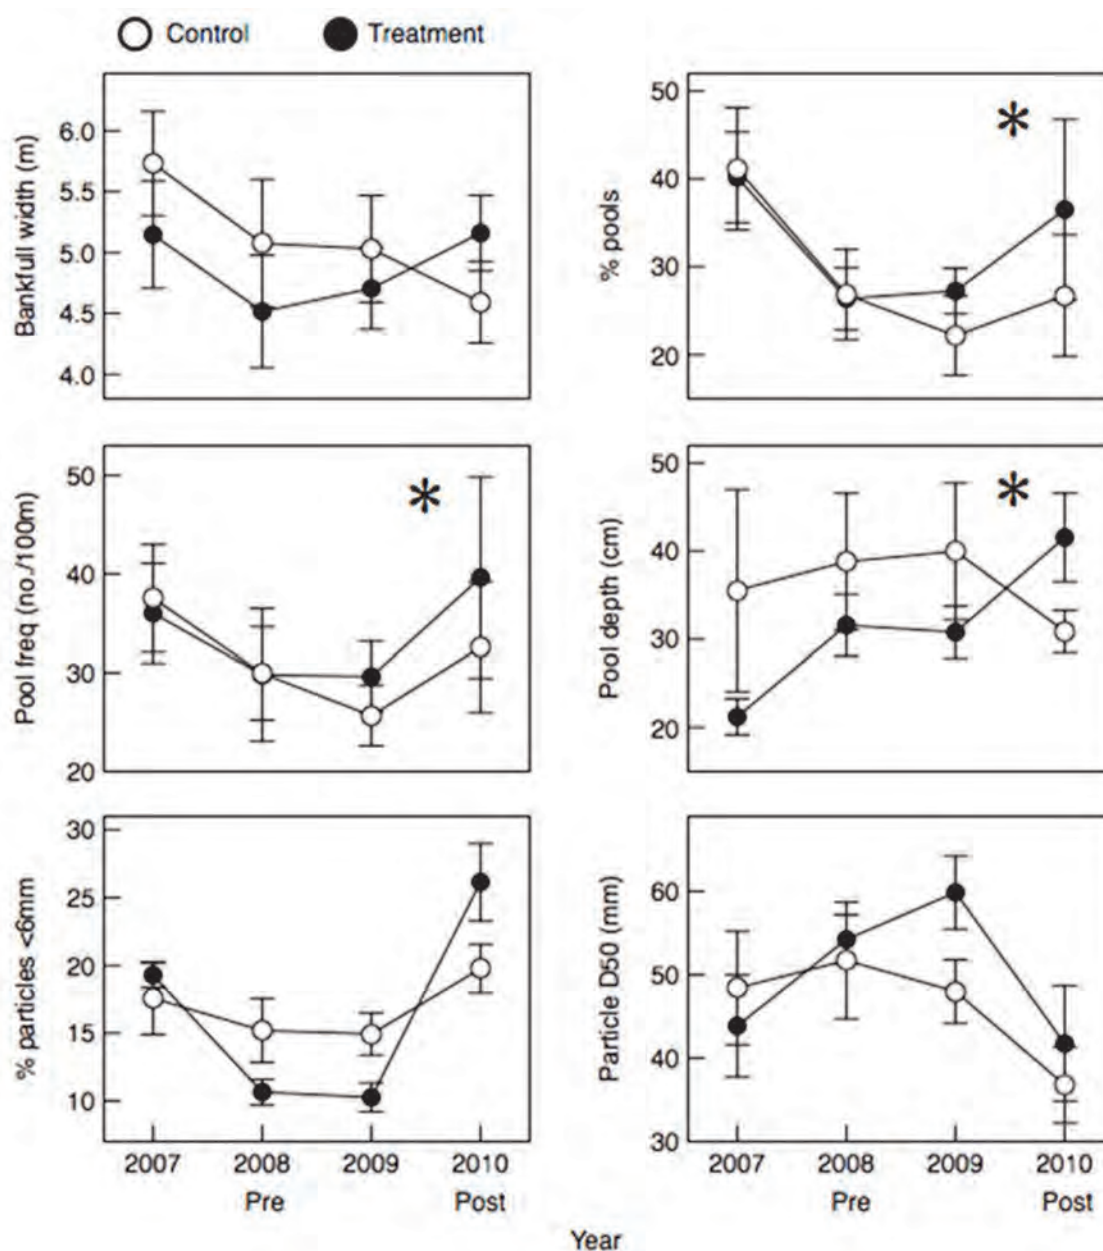 Control Treatment
Bankfull width (m)
6.0
5.5
5.0
4.5
4.0
% pools
50
*
40
30
20
Pool freq (no./100m)
50
*
40
30
20
Pool depth (cm)
50
*
40
30
20
% particles <6mm
30
25
20
15
10
2007 2008 2009 2010
Pre Post
Particle D50 (mm)
60
50
40
30
2007 2008 2009 2010
Pre Post
Year